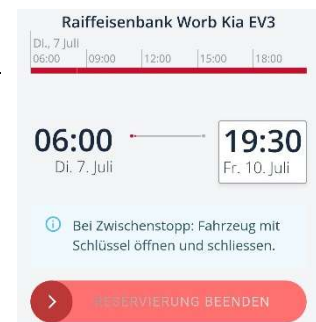 Raiffeisenbank Worb Kia EV3
Di., 7 Juli
06:00 09:00 12:00 15:00 18:00
06:00 19:30
Di. 7. Juli Fr. 10. Juli
Bei Zwischenstopp: Fahrzeug mit
Schlüssel öffnen und schliessen.
RESERVIERUNG BEENDEN